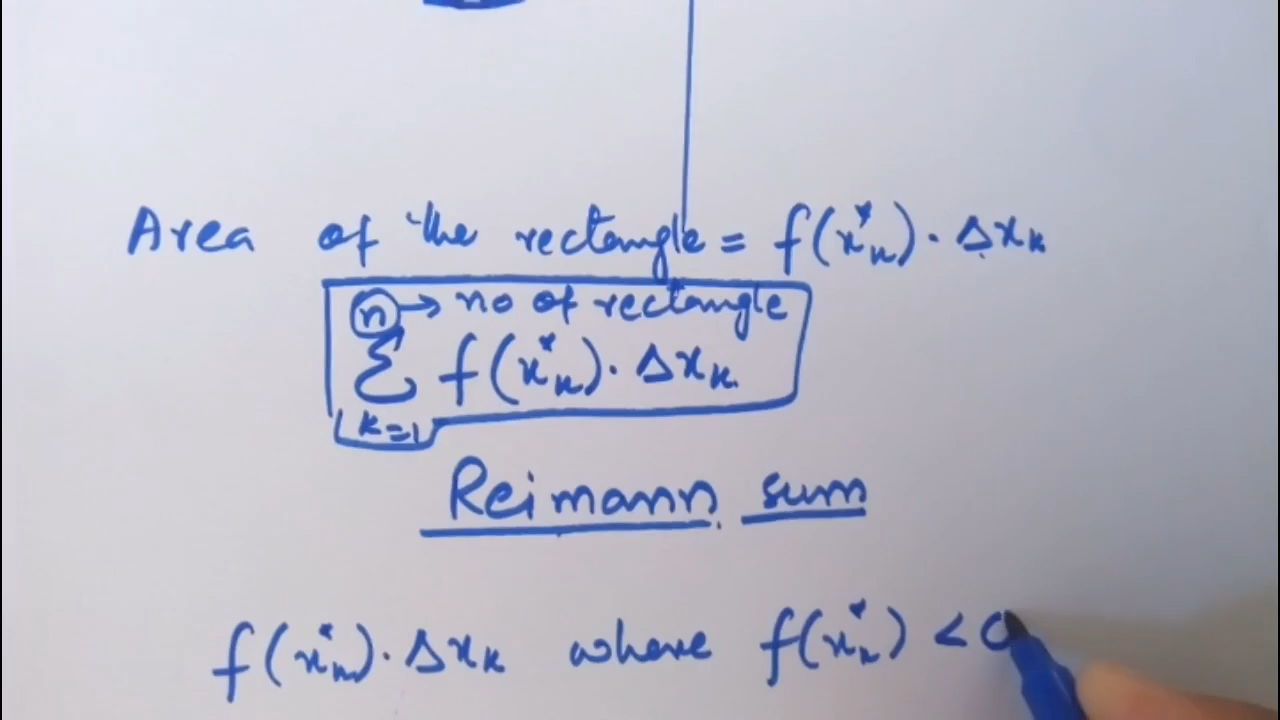 Area of the rectangle = f(x*ₖ) · Δxₖ
n → no of rectangle
Σ f(x*ₖ) · Δxₖ
k=1
Reimann sum
f(x*ₖ) · Δxₖ where f(x*ₖ) < 0